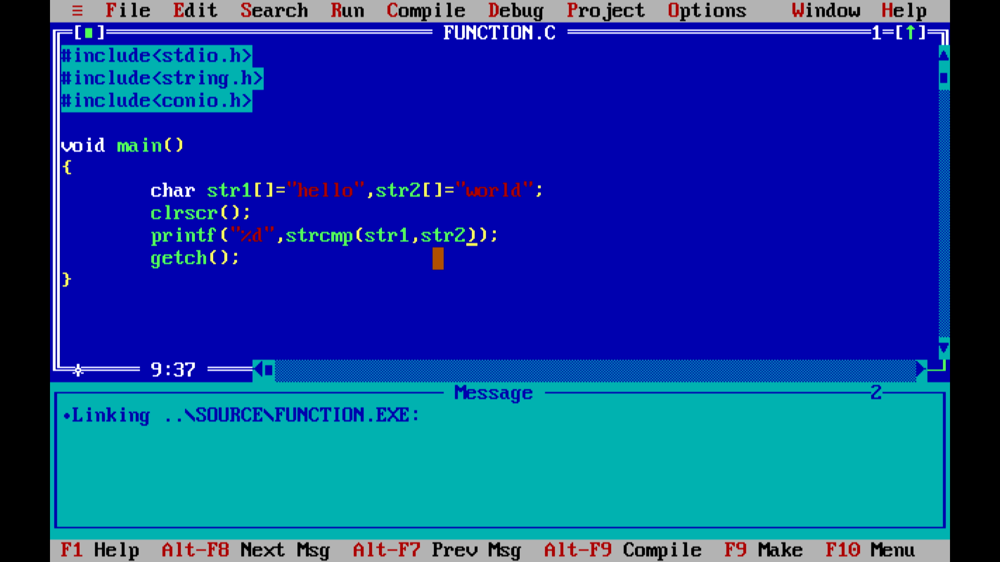 ≡ File Edit Search Run Compile Debug Project Options Window Help
[■] FUNCTION.C 1=[↑]
#include<stdio.h>
#include<string.h>
#include<conio.h>
void main()
{
char str1[]="hello",str2[]="world";
clrscr();
printf("%d",strcmp(str1,str2));
getch();
}
9:37
Message 2
•Linking ..\SOURCE\FUNCTION.EXE:
F1 Help Alt-F8 Next Msg Alt-F7 Prev Msg Alt-F9 Compile F9 Make F10 Menu